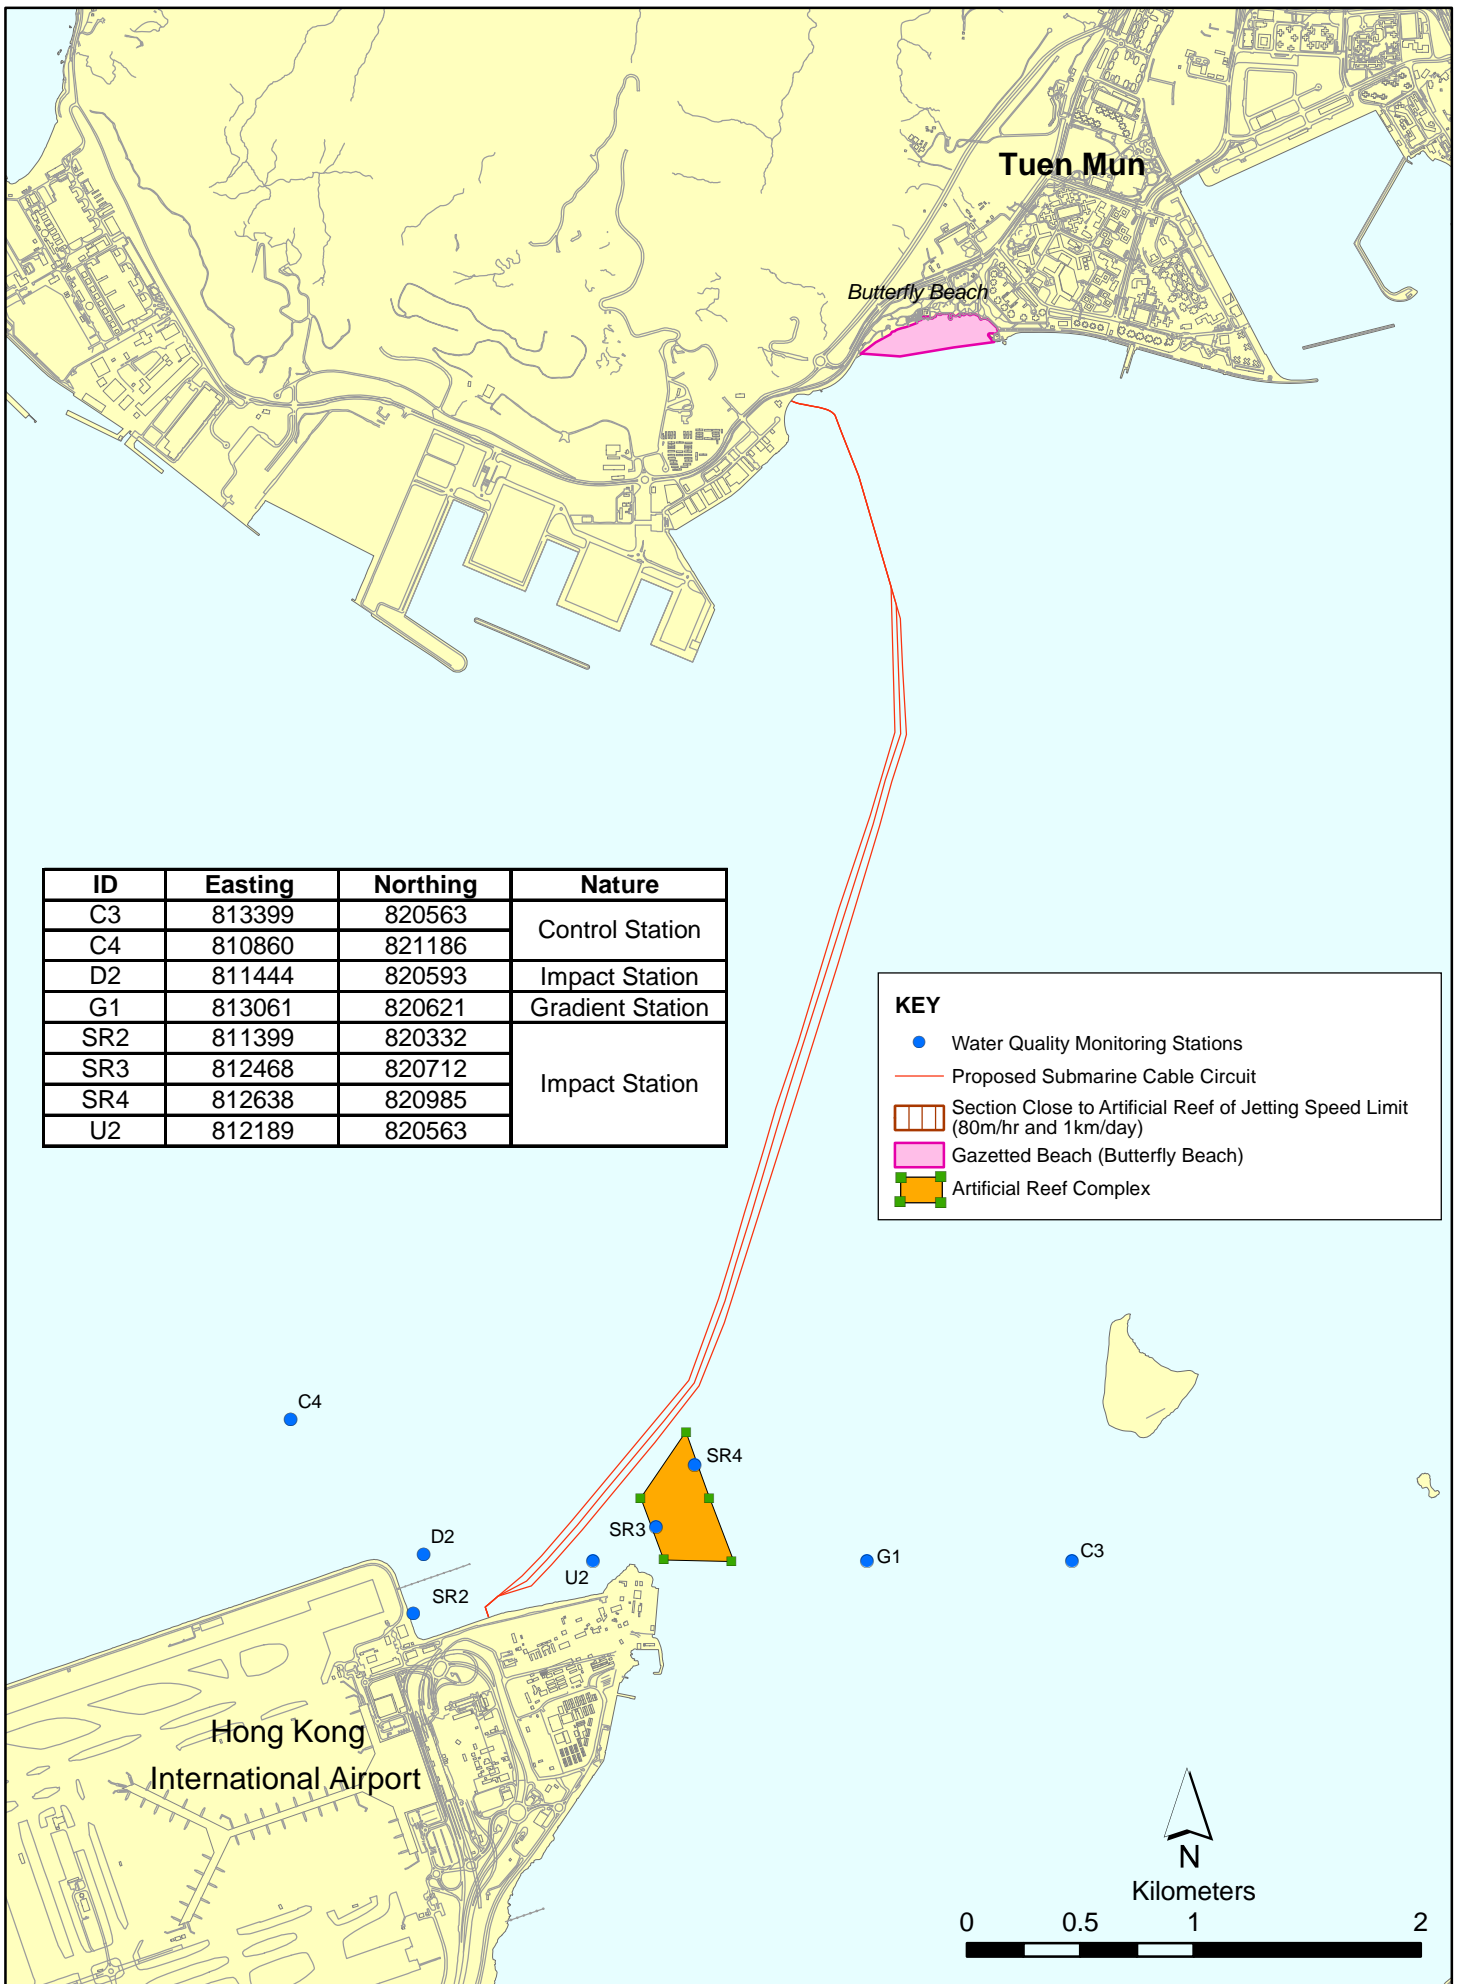 Tuen Mun
Butterfly Beach
ID Easting Northing Nature
C3 813399 820563 Control Station
C4 810860 821186
D2 811444 820593 Impact Station
G1 813061 820621 Gradient Station
SR2 811399 820332 Impact Station
SR3 812468 820712
SR4 812638 820985
U2 812189 820563
KEY
Water Quality Monitoring Stations
Proposed Submarine Cable Circuit
Section Close to Artificial Reef of Jetting Speed Limit
(80m/hr and 1km/day)
Gazetted Beach (Butterfly Beach)
Artificial Reef Complex
C4
SR4
SR3
D2
U2
G1
C3
SR2
Hong Kong
International Airport
N
Kilometers
0 0.5 1 2